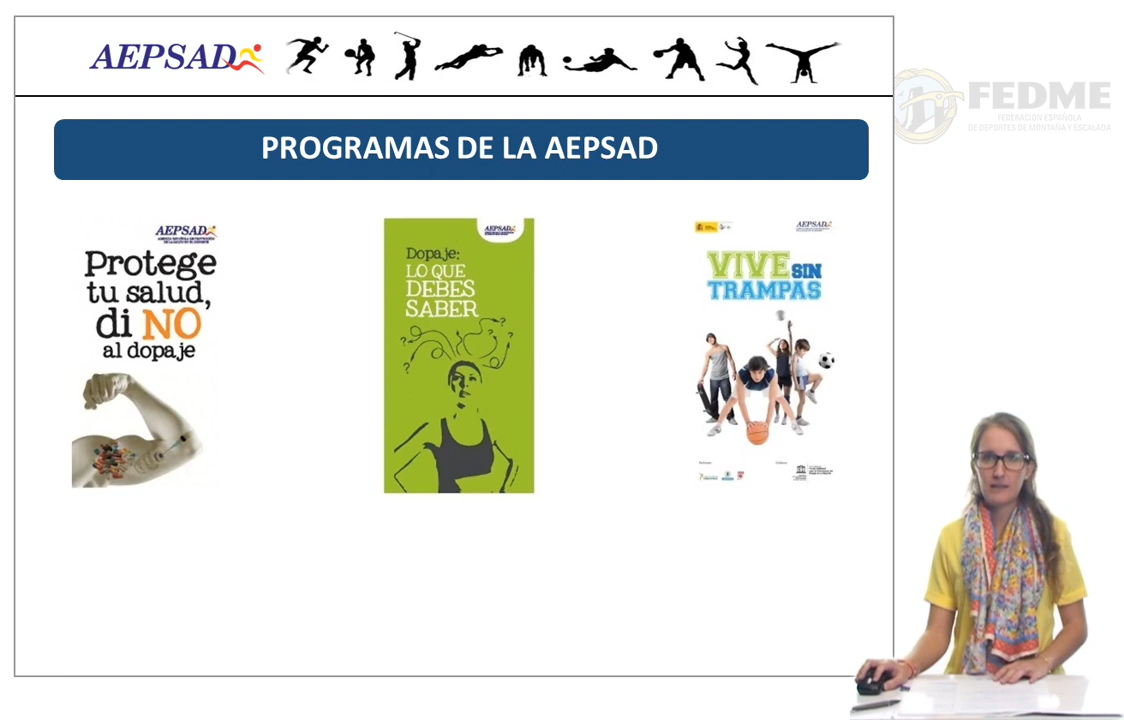 AEPSAD
FEDME
FEDERACIÓN ESPAÑOLA
DE DEPORTES DE MONTAÑA Y ESCALADA
PROGRAMAS DE LA AEPSAD
AEPSAD
Protege
tu salud,
di NO
al dopaje
AEPSAD
Dopaje:
LO QUE
DEBES
SABER
AEPSAD
VIVE SIN
TRAMPAS